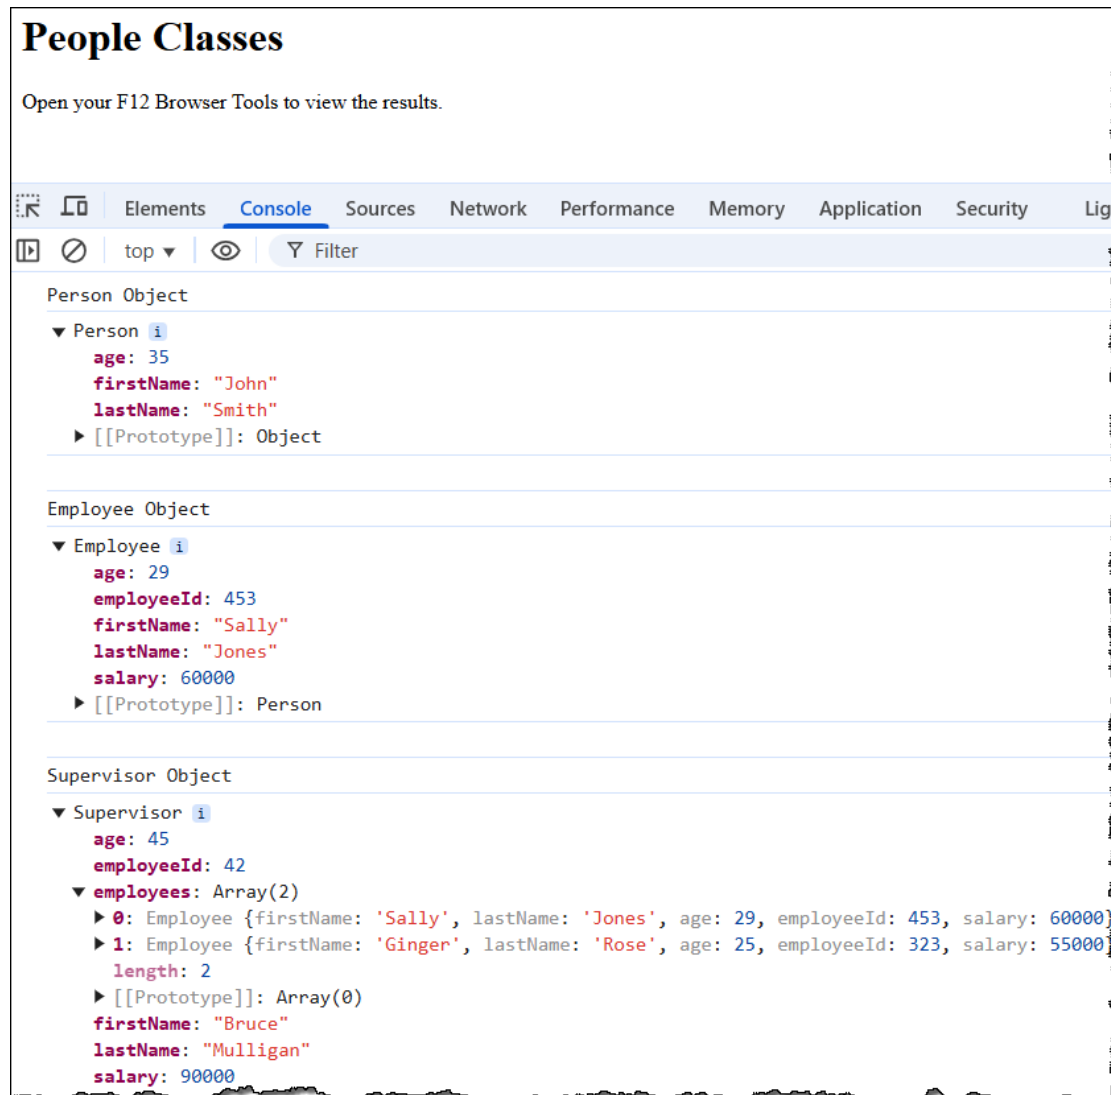 People Classes
Open your F12 Browser Tools to view the results.
Elements Console Sources Network Performance Memory Application Security Lig
top ▼ Filter
Person Object
▼ Person i
age: 35
firstName: "John"
lastName: "Smith"
▶ [[Prototype]]: Object
Employee Object
▼ Employee i
age: 29
employeeId: 453
firstName: "Sally"
lastName: "Jones"
salary: 60000
▶ [[Prototype]]: Person
Supervisor Object
▼ Supervisor i
age: 45
employeeId: 42
▼ employees: Array(2)
▶ 0: Employee {firstName: 'Sally', lastName: 'Jones', age: 29, employeeId: 453, salary: 60000}
▶ 1: Employee {firstName: 'Ginger', lastName: 'Rose', age: 25, employeeId: 323, salary: 55000}
length: 2
▶ [[Prototype]]: Array(0)
firstName: "Bruce"
lastName: "Mulligan"
salary: 90000